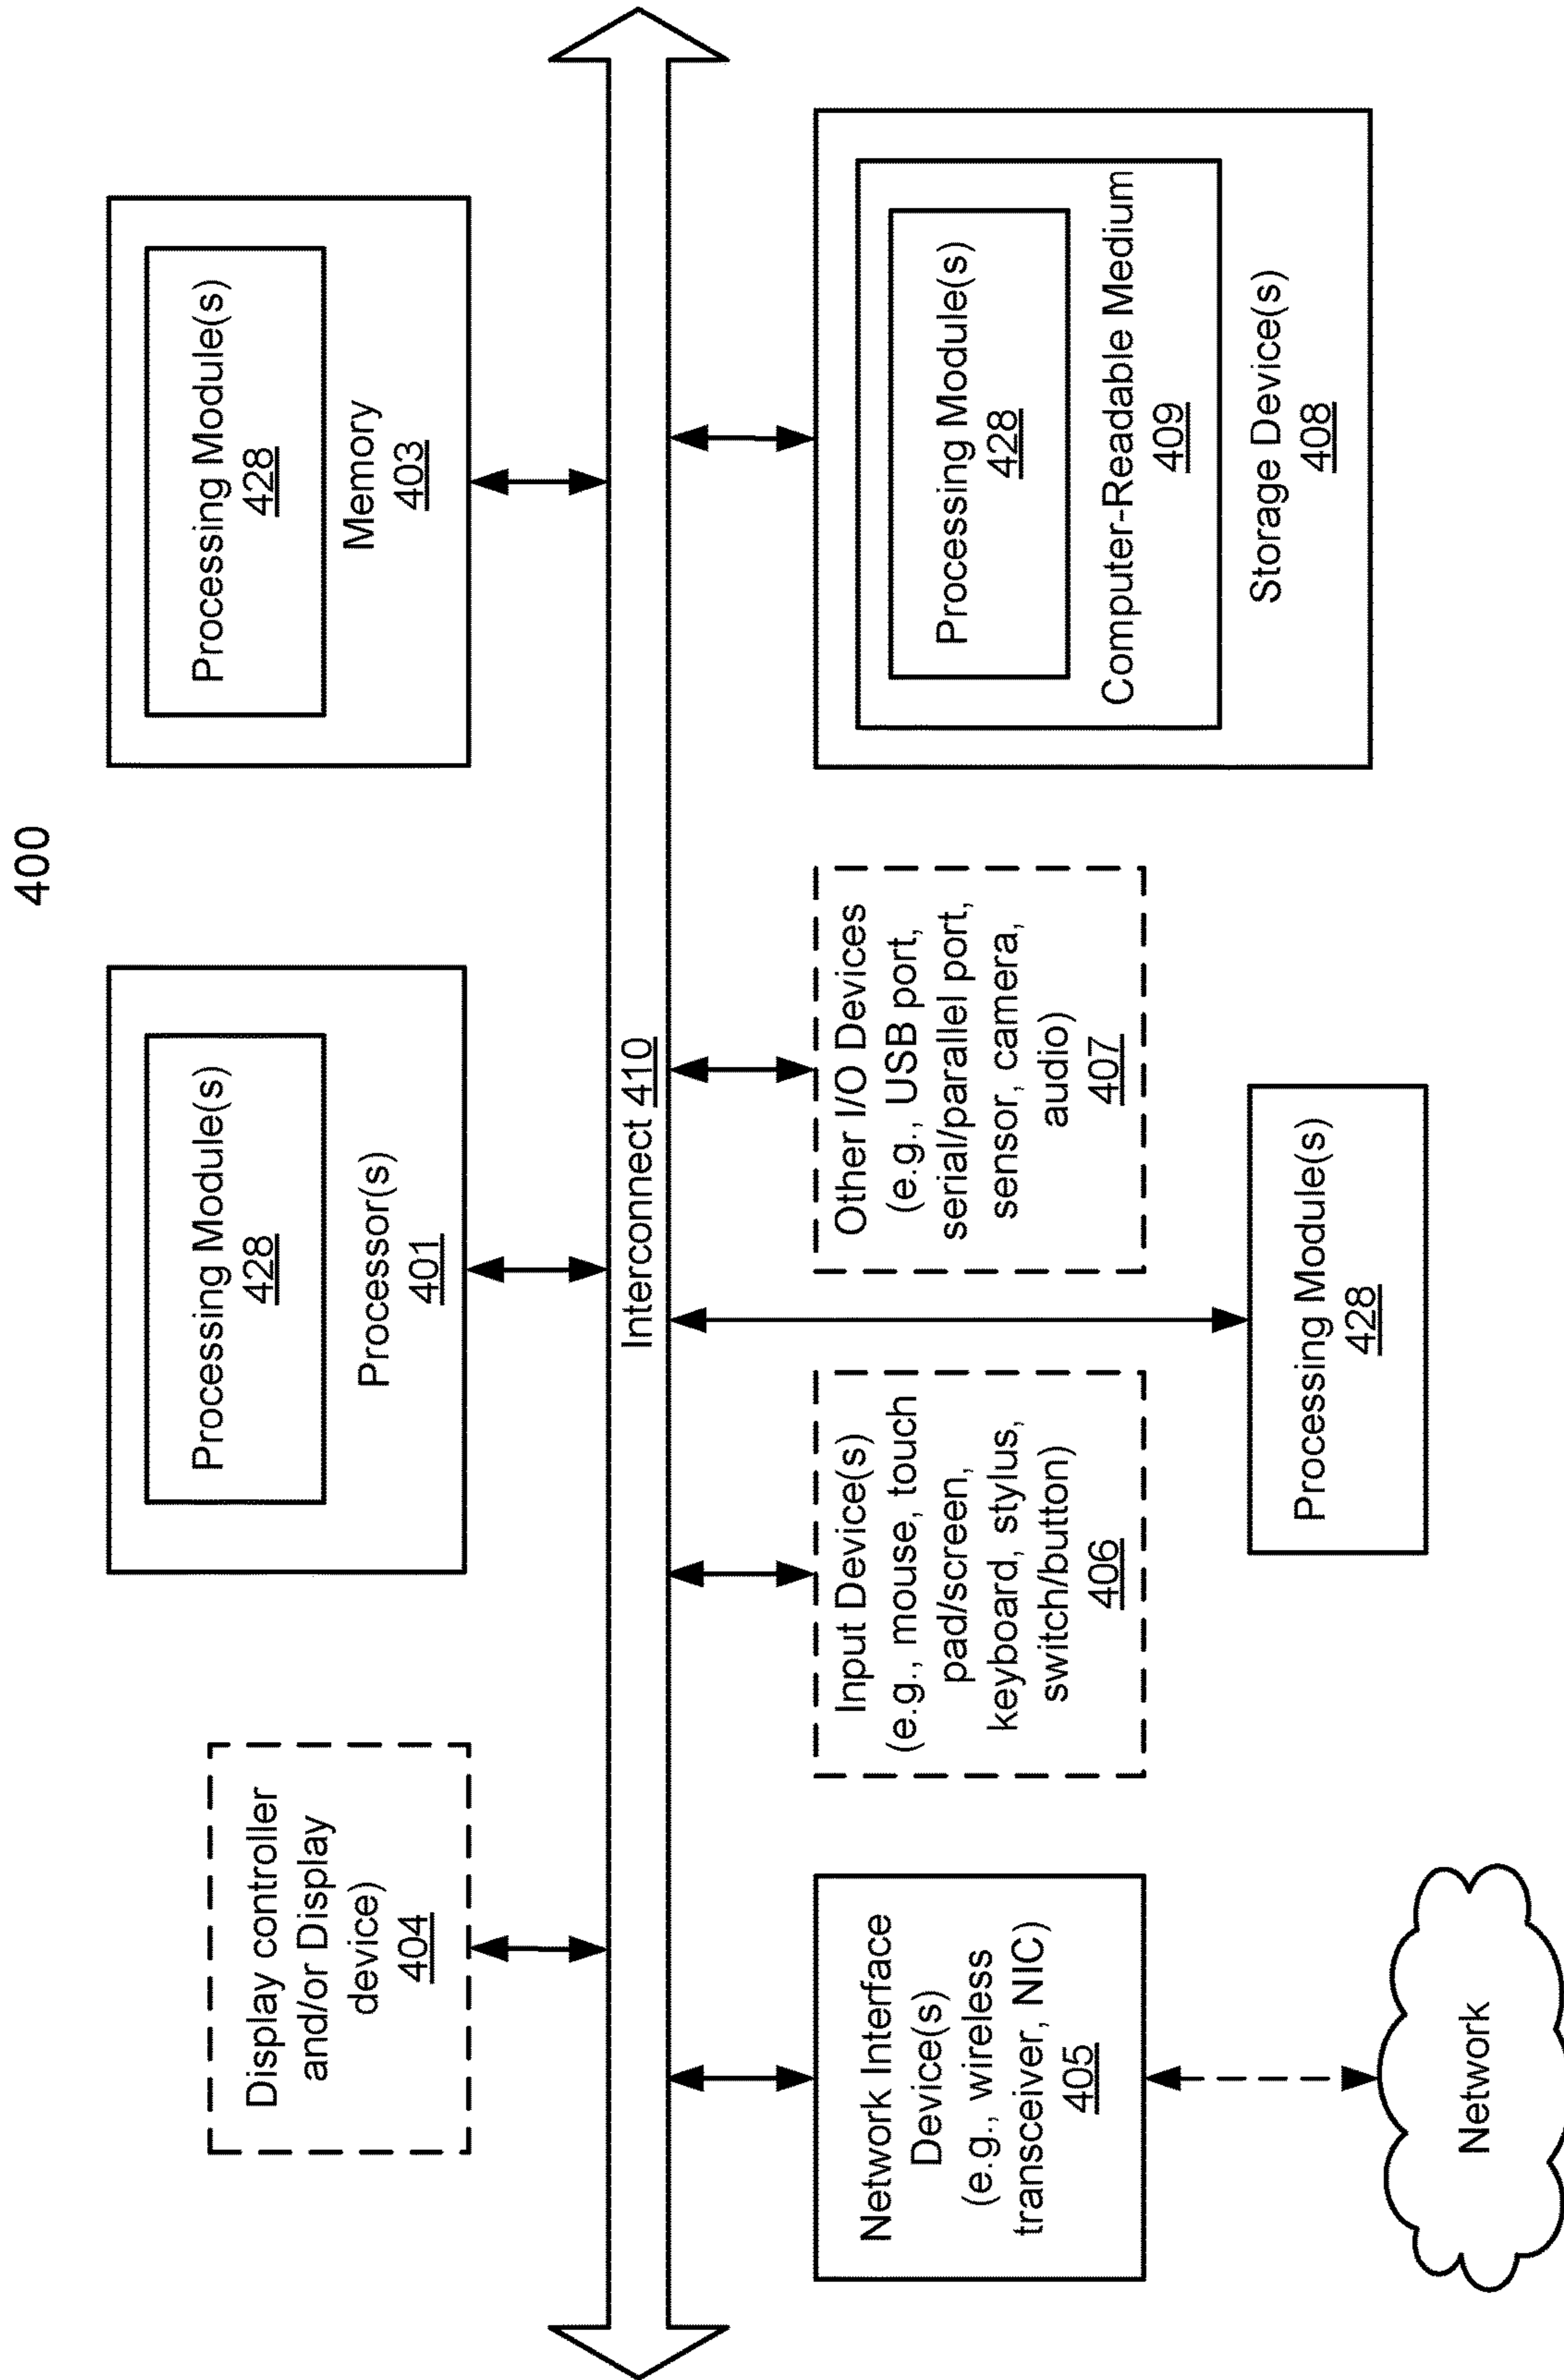 400
Display controller
and/or Display
device)
404
Processing Module(s)
428
Processor(s)
401
Processing Module(s)
428
Memory
403
Interconnect 410
Network Interface
Device(s)
(e.g., wireless
transceiver, NIC)
405
Input Device(s)
(e.g., mouse, touch
pad/screen,
keyboard, stylus,
switch/button)
406
Other I/O Devices
(e.g., USB port,
serial/parallel port,
sensor, camera,
audio)
407
Processing Module(s)
428
Computer-Readable Medium
409
Storage Device(s)
408
Processing Module(s)
428
Network